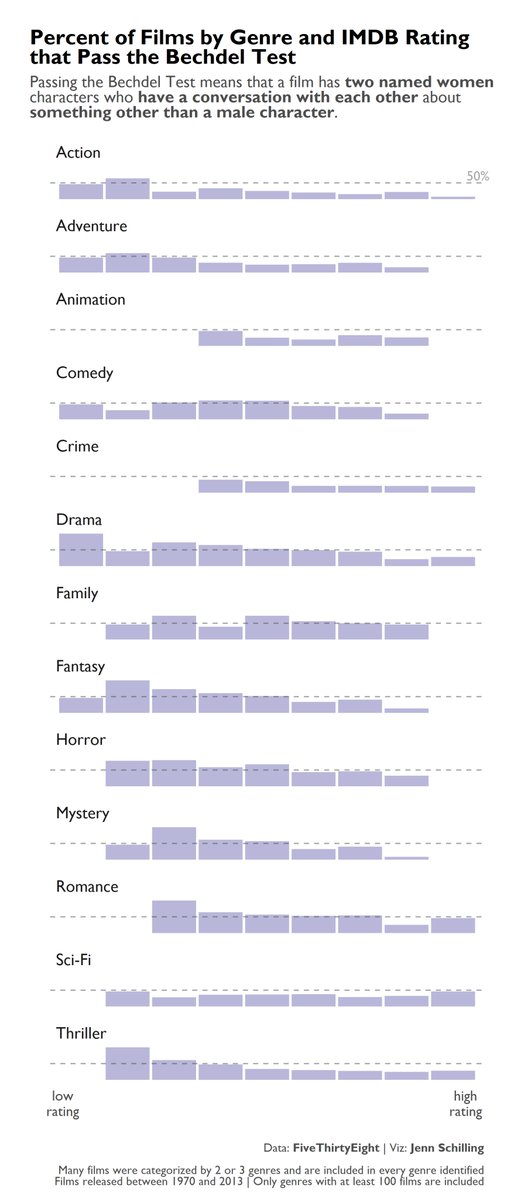 Percent of Films by Genre and IMDB Rating
that Pass the Bechdel Test
Passing the Bechdel Test means that a film has two named women
characters who have a conversation with each other about
something other than a male character.
Action
50%
Adventure
Animation
Comedy
Crime
Drama
Family
Fantasy
Horror
Mystery
Romance
Sci-Fi
Thriller
low
rating
high
rating
Data: FiveThirtyEight | Viz: Jenn Schilling
Many films were categorized by 2 or 3 genres and are included in every genre identified
Films released between 1970 and 2013 | Only genres with at least 100 films are included